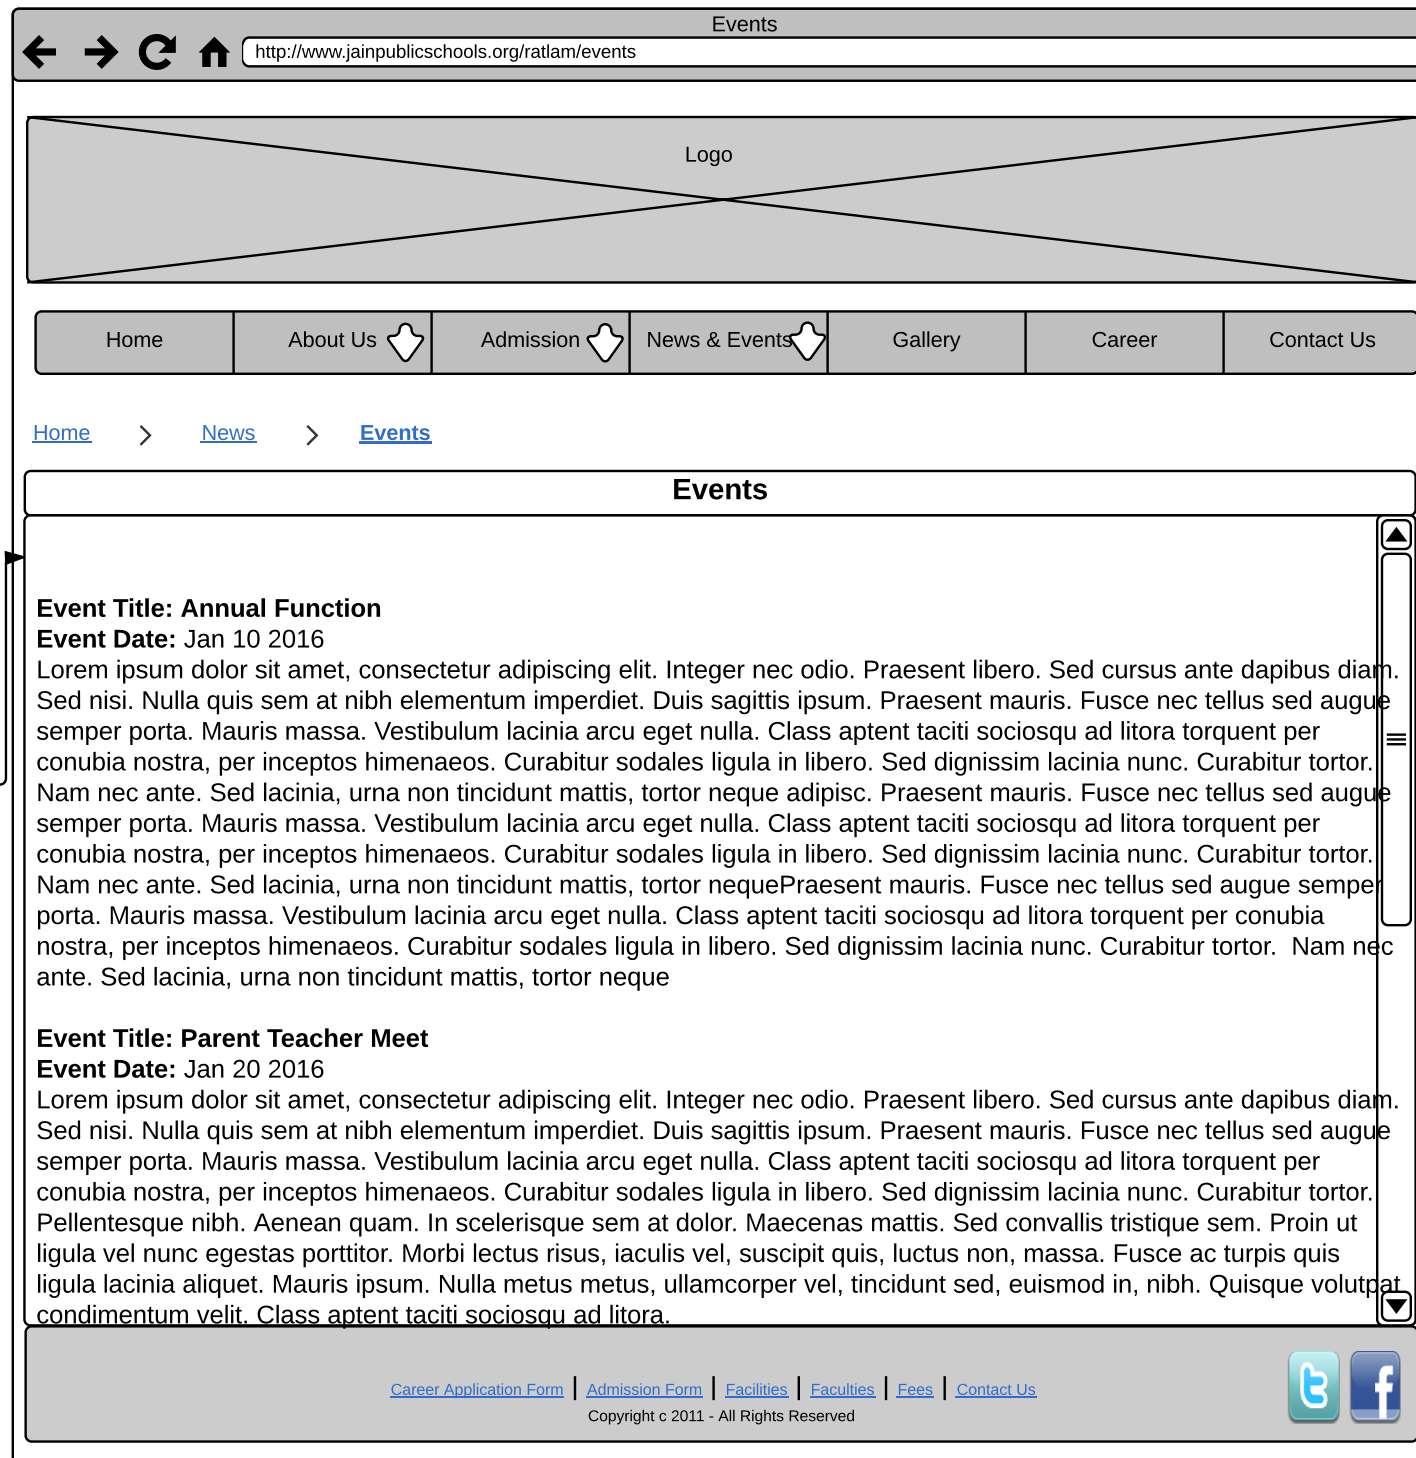 Events
http://www.jainpublicschools.org/ratlam/events
Logo
Home About Us Admission News & Events Gallery Career Contact Us
Home News Events
Events
Event Title: Annual Function
Event Date: Jan 10 2016
Lorem ipsum dolor sit amet, consectetur adipiscing elit. Integer nec odio. Praesent libero. Sed cursus ante dapibus diam.
Sed nisi. Nulla quis sem at nibh elementum imperdiet. Duis sagittis ipsum. Praesent mauris. Fusce nec tellus sed augue
semper porta. Mauris massa. Vestibulum lacinia arcu eget nulla. Class aptent taciti sociosqu ad litora torquent per
conubia nostra, per inceptos himenaeos. Curabitur sodales ligula in libero. Sed dignissim lacinia nunc. Curabitur tortor.
Nam nec ante. Sed lacinia, urna non tincidunt mattis, tortor neque adipisc. Praesent mauris. Fusce nec tellus sed augue
semper porta. Mauris massa. Vestibulum lacinia arcu eget nulla. Class aptent taciti sociosqu ad litora torquent per
conubia nostra, per inceptos himenaeos. Curabitur sodales ligula in libero. Sed dignissim lacinia nunc. Curabitur tortor.
Nam nec ante. Sed lacinia, urna non tincidunt mattis, tortor nequePraesent mauris. Fusce nec tellus sed augue semper
porta. Mauris massa. Vestibulum lacinia arcu eget nulla. Class aptent taciti sociosqu ad litora torquent per conubia
nostra, per inceptos himenaeos. Curabitur sodales ligula in libero. Sed dignissim lacinia nunc. Curabitur tortor.  Nam nec
ante. Sed lacinia, urna non tincidunt mattis, tortor neque
Event Title: Parent Teacher Meet
Event Date: Jan 20 2016
Lorem ipsum dolor sit amet, consectetur adipiscing elit. Integer nec odio. Praesent libero. Sed cursus ante dapibus diam.
Sed nisi. Nulla quis sem at nibh elementum imperdiet. Duis sagittis ipsum. Praesent mauris. Fusce nec tellus sed augue
semper porta. Mauris massa. Vestibulum lacinia arcu eget nulla. Class aptent taciti sociosqu ad litora torquent per
conubia nostra, per inceptos himenaeos. Curabitur sodales ligula in libero. Sed dignissim lacinia nunc. Curabitur tortor.
Pellentesque nibh. Aenean quam. In scelerisque sem at dolor. Maecenas mattis. Sed convallis tristique sem. Proin ut
ligula vel nunc egestas porttitor. Morbi lectus risus, iaculis vel, suscipit quis, luctus non, massa. Fusce ac turpis quis
ligula lacinia aliquet. Mauris ipsum. Nulla metus metus, ullamcorper vel, tincidunt sed, euismod in, nibh. Quisque volutpat
condimentum velit. Class aptent taciti sociosqu ad litora.
Career Application Form | Admission Form | Facilities | Faculties | Fees | Contact Us
Copyright c 2011 - All Rights Reserved